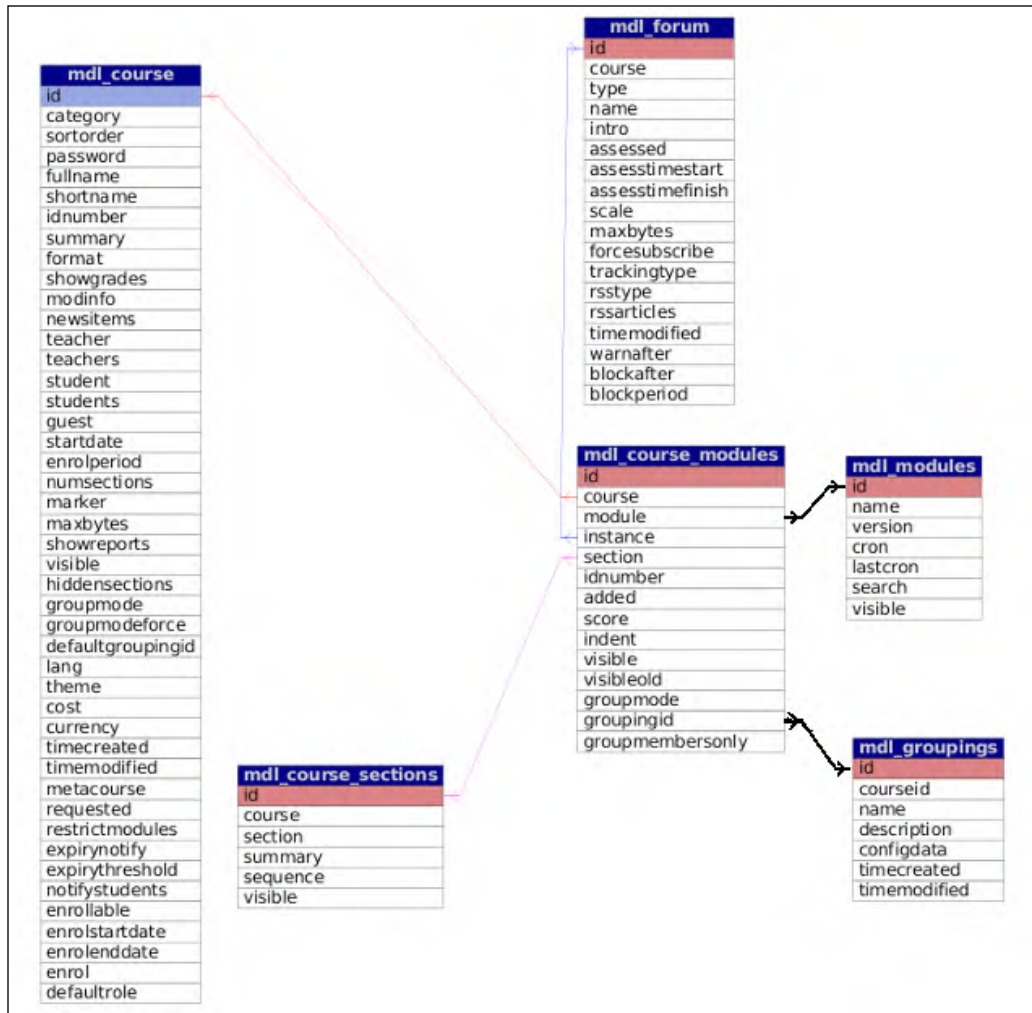 mdl_course
id
category
sortorder
password
fullname
shortname
idnumber
summary
format
showgrades
modinfo
newsitems
teacher
teachers
student
students
guest
startdate
enrolperiod
numsections
marker
maxbytes
showreports
visible
hiddensections
groupmode
groupmodeforce
defaultgroupingid
lang
theme
cost
currency
timecreated
timemodified
metacourse
requested
restrictmodules
expirynotify
expirythreshold
notifystudents
enrollable
enrolstartdate
enrolenddate
enrol
defaultrole
mdl_forum
id
course
type
name
intro
assessed
assesstimestart
assesstimefinish
scale
maxbytes
forcesubscribe
trackingtype
rsstype
rssarticles
timemodified
warnafter
blockafter
blockperiod
mdl_course_modules
id
course
module
instance
section
idnumber
added
score
indent
visible
visibleold
groupmode
groupingid
groupmembersonly
mdl_modules
id
name
version
cron
lastcron
search
visible
mdl_course_sections
id
course
section
summary
sequence
visible
mdl_groupings
id
courseid
name
description
configdata
timecreated
timemodified